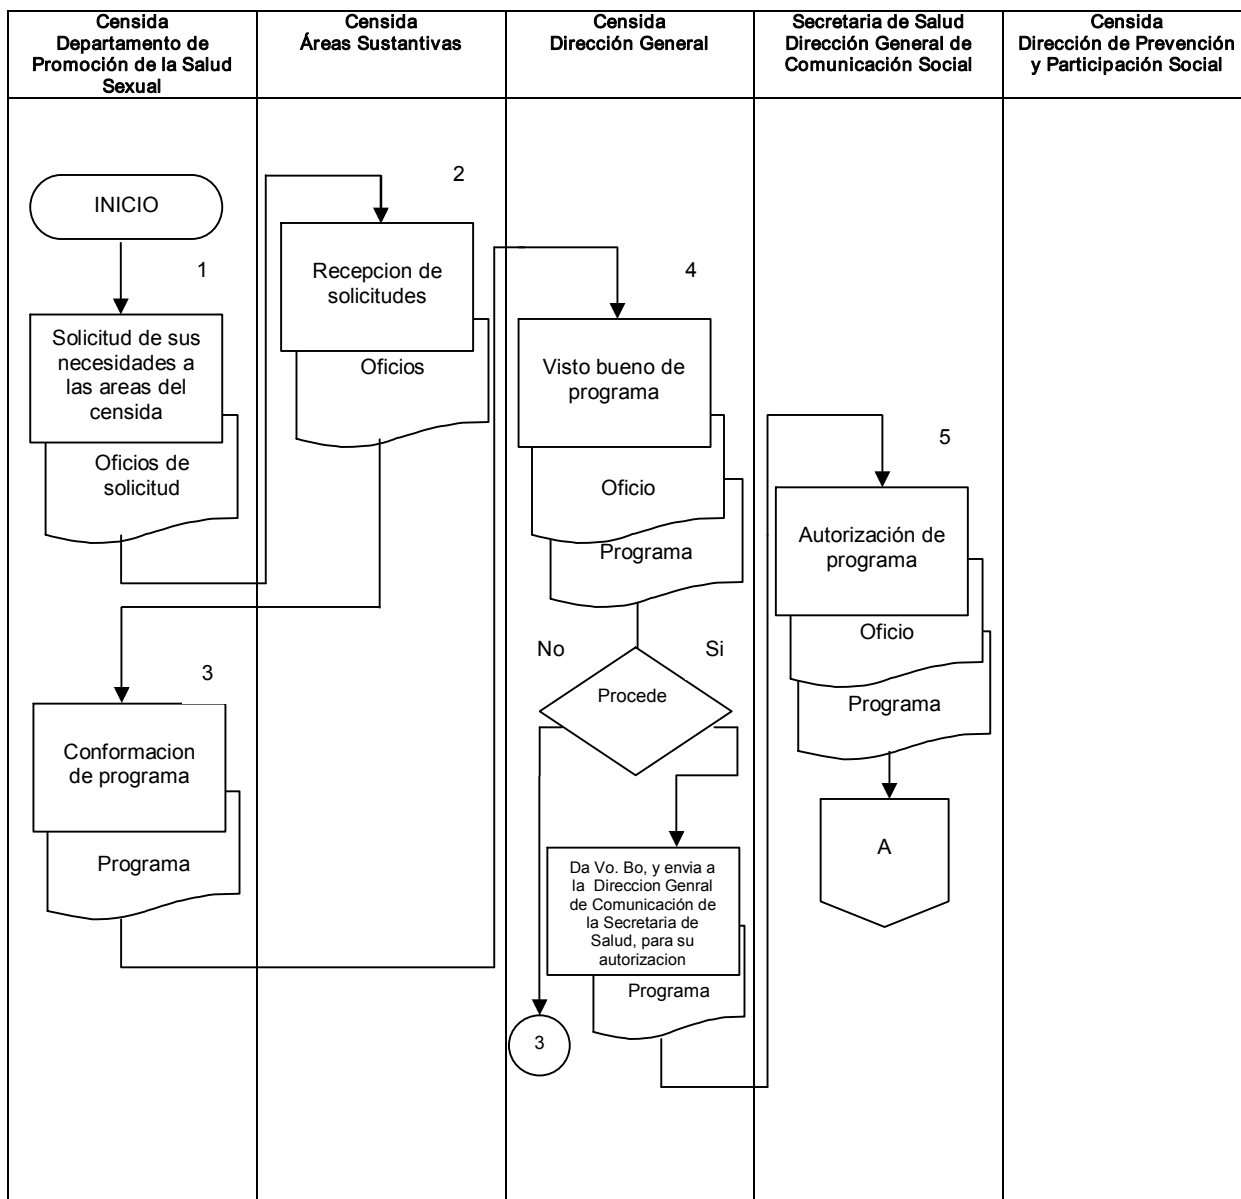 Censida
Departamento de
Promoción de la Salud
Sexual
Censida
Áreas Sustantivas
Censida
Dirección General
Secretaria de Salud
Dirección General de
Comunicación Social
Censida
Dirección de Prevención
y Participación Social
INICIO
1
Solicitud de sus
necesidades a
las areas del
censida
Oficios de
solicitud
2
Recepcion de
solicitudes
Oficios
3
Conformacion
de programa
Programa
4
Visto bueno de
programa
Oficio
Programa
No
Si
Procede
Da Vo. Bo, y envia a
la Direccion Genral
de Comunicación de
la Secretaria de
Salud, para su
autorizacion
Programa
3
5
Autorización de
programa
Oficio
Programa
A